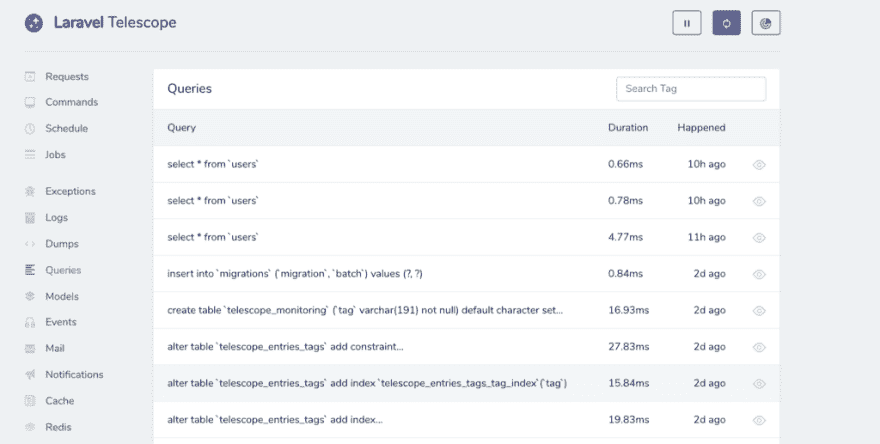 Laravel Telescope
Requests
Commands
Schedule
Jobs
Exceptions
Logs
Dumps
Queries
Models
Events
Mail
Notifications
Cache
Redis
Queries
Search Tag
Query Duration Happened
select * from `users` 0.66ms 10h ago
select * from `users` 0.78ms 10h ago
select * from `users` 4.77ms 11h ago
insert into `migrations` (`migration`, `batch`) values (?, ?) 0.84ms 2d ago
create table `telescope_monitoring` (`tag` varchar(191) not null) default character set... 16.93ms 2d ago
alter table `telescope_entries_tags` add constraint... 27.83ms 2d ago
alter table `telescope_entries_tags` add index `telescope_entries_tags_tag_index`(`tag`) 15.84ms 2d ago
alter table `telescope_entries_tags` add index... 19.83ms 2d ago